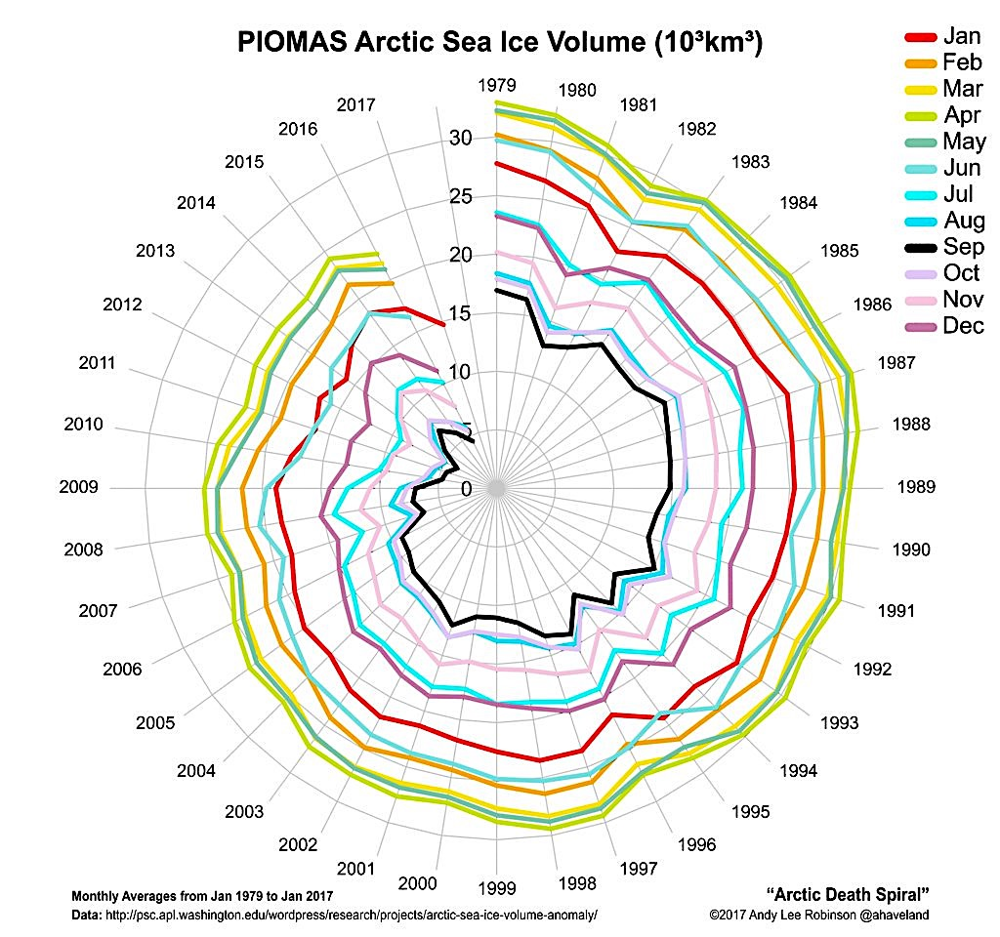 PIOMAS Arctic Sea Ice Volume (10³km³)
Jan
Feb
Mar
Apr
May
Jun
Jul
Aug
Sep
Oct
Nov
Dec
1979
1980
1981
1982
1983
1984
1985
1986
1987
1988
1989
1990
1991
1992
1993
1994
1995
1996
1997
1998
1999
2000
2001
2002
2003
2004
2005
2006
2007
2008
2009
2010
2011
2012
2013
2014
2015
2016
2017
30
25
20
15
10
5
0
Monthly Averages from Jan 1979 to Jan 2017
Data: http://psc.apl.washington.edu/wordpress/research/projects/arctic-sea-ice-volume-anomaly/
“Arctic Death Spiral”
©2017 Andy Lee Robinson @ahaveland